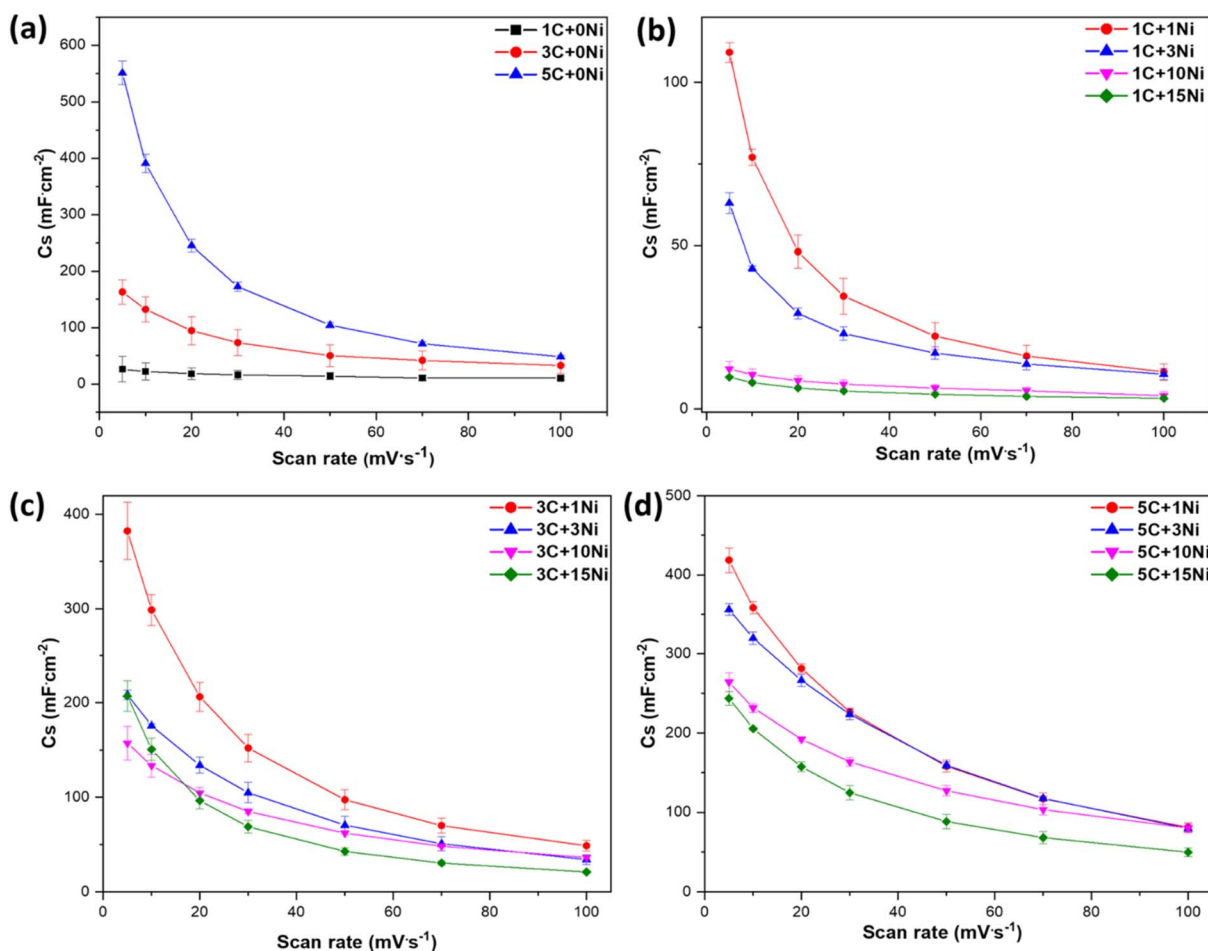 (a)
1C+0Ni
3C+0Ni
5C+0Ni
600
500
400
300
200
100
0
Cs (mF·cm⁻²)
0 20 40 60 80 100
Scan rate (mV·s⁻¹)
(b)
1C+1Ni
1C+3Ni
1C+10Ni
1C+15Ni
100
50
0
Cs (mF·cm⁻²)
0 20 40 60 80 100
Scan rate (mV·s⁻¹)
(c)
3C+1Ni
3C+3Ni
3C+10Ni
3C+15Ni
400
300
200
100
0
Cs (mF·cm⁻²)
0 20 40 60 80 100
Scan rate (mV·s⁻¹)
(d)
5C+1Ni
5C+3Ni
5C+10Ni
5C+15Ni
500
400
300
200
100
0
Cs (mF·cm⁻²)
0 20 40 60 80 100
Scan rate (mV·s⁻¹)